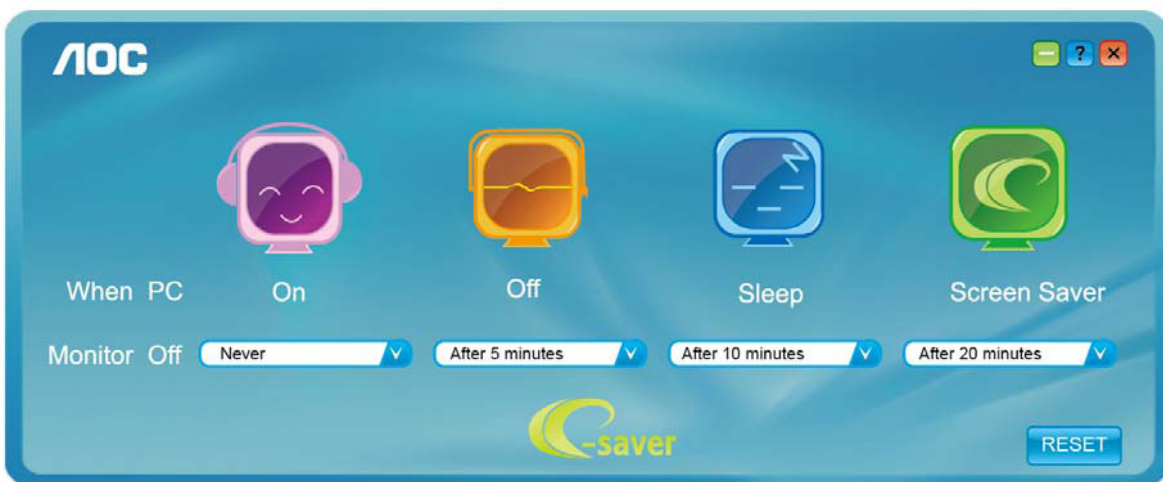 AOC
?
When PC On Off Sleep Screen Saver
Monitor Off Never After 5 minutes After 10 minutes After 20 minutes
e-saver
RESET